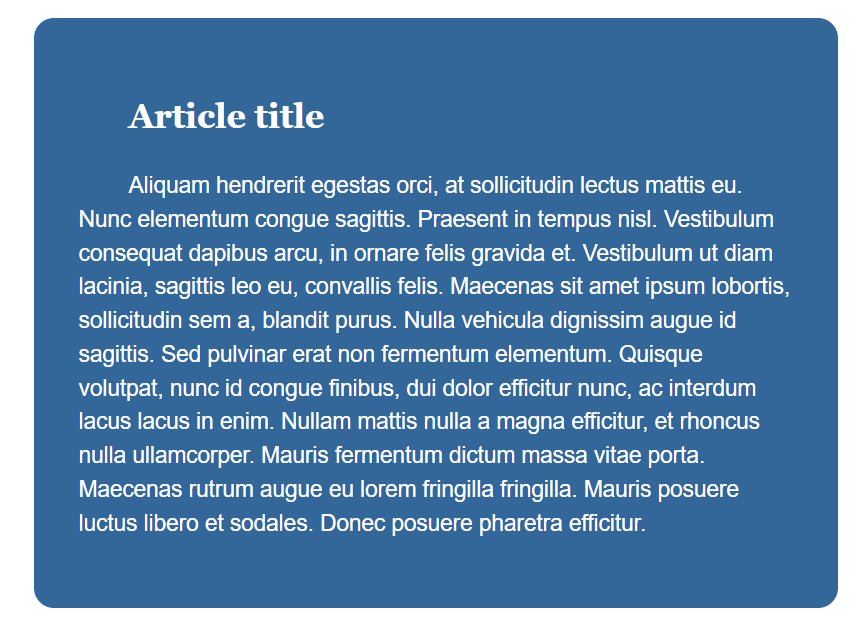 Article title
Aliquam hendrerit egestas orci, at sollicitudin lectus mattis eu.
Nunc elementum congue sagittis. Praesent in tempus nisl. Vestibulum
consequat dapibus arcu, in ornare felis gravida et. Vestibulum ut diam
lacinia, sagittis leo eu, convallis felis. Maecenas sit amet ipsum lobortis,
sollicitudin sem a, blandit purus. Nulla vehicula dignissim augue id
sagittis. Sed pulvinar erat non fermentum elementum. Quisque
volutpat, nunc id congue finibus, dui dolor efficitur nunc, ac interdum
lacus lacus in enim. Nullam mattis nulla a magna efficitur, et rhoncus
nulla ullamcorper. Mauris fermentum dictum massa vitae porta.
Maecenas rutrum augue eu lorem fringilla fringilla. Mauris posuere
luctus libero et sodales. Donec posuere pharetra efficitur.